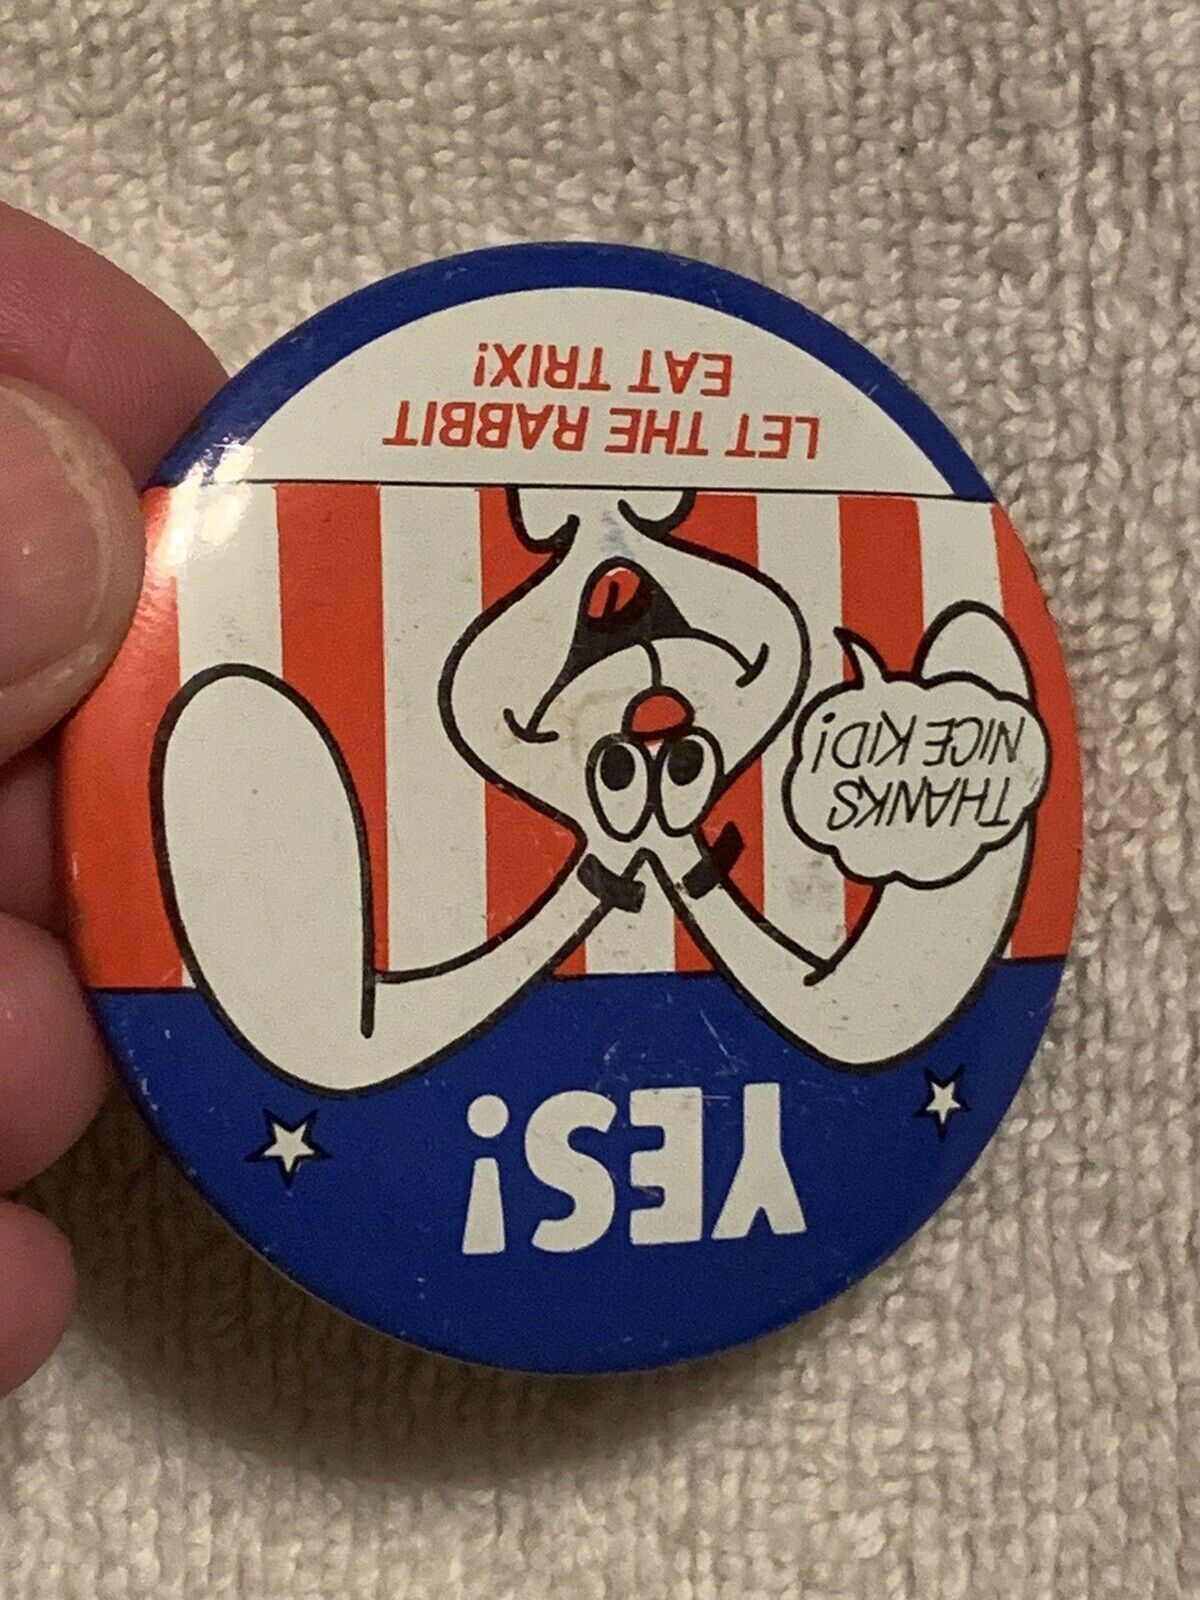 YES!
THANKS
NICE KID!
LET THE RABBIT
EAT TRIX!